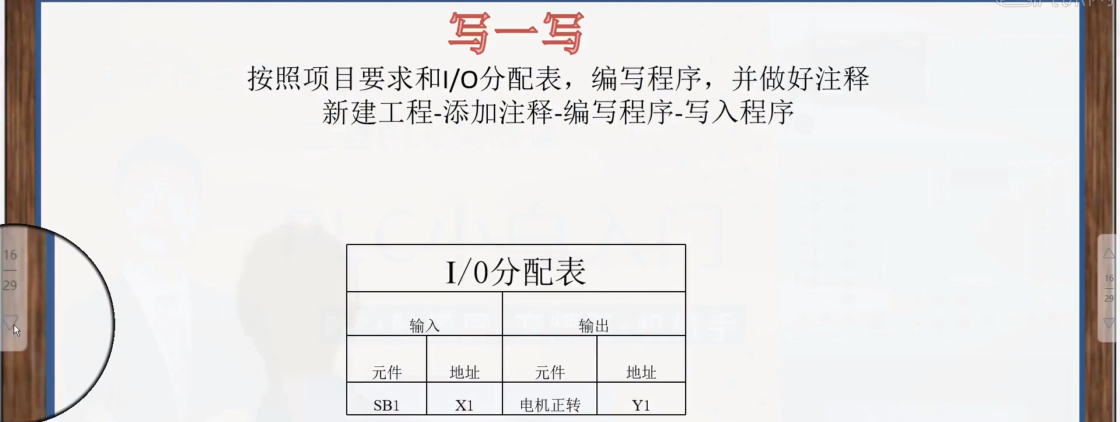 写一写
按照项目要求和I/O分配表，编写程序，并做好注释
新建工程-添加注释-编写程序-写入程序
16
29
I/0分配表
输入 输出
元件 地址 元件 地址
SB1 X1 电机正转 Y1
16
29